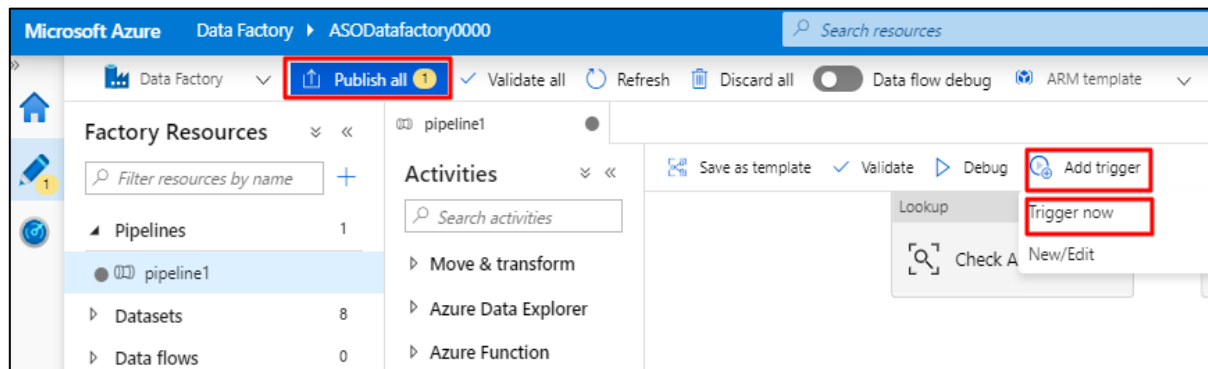 Microsoft Azure Data Factory ASODatafactory0000 Search resources
»
Data Factory Publish all 1 Validate all Refresh Discard all Data flow debug ARM template
Factory Resources
Filter resources by name
Pipelines 1
pipeline1
Datasets 8
Data flows 0
1
pipeline1
Activities
Search activities
Move & transform
Azure Data Explorer
Azure Function
Save as template Validate Debug Add trigger
Trigger now
New/Edit
Lookup
Check A